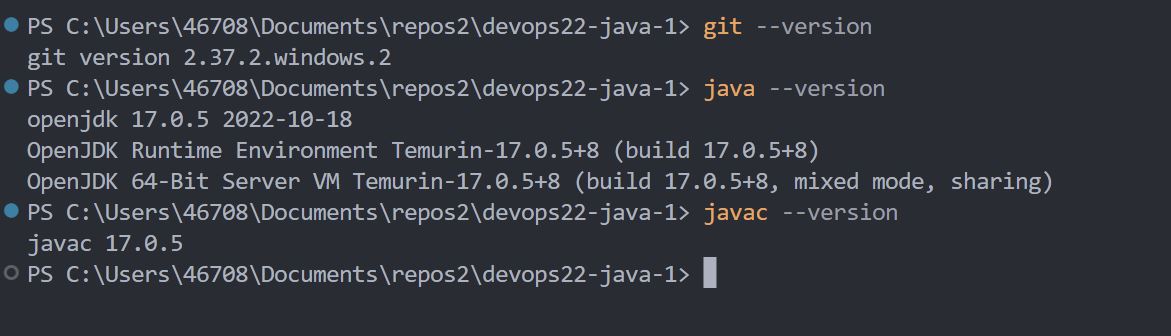 PS C:\Users\46708\Documents\repos2\devops22-java-1> git --version
git version 2.37.2.windows.2
PS C:\Users\46708\Documents\repos2\devops22-java-1> java --version
openjdk 17.0.5 2022-10-18
OpenJDK Runtime Environment Temurin-17.0.5+8 (build 17.0.5+8)
OpenJDK 64-Bit Server VM Temurin-17.0.5+8 (build 17.0.5+8, mixed mode, sharing)
PS C:\Users\46708\Documents\repos2\devops22-java-1> javac --version
javac 17.0.5
PS C:\Users\46708\Documents\repos2\devops22-java-1>